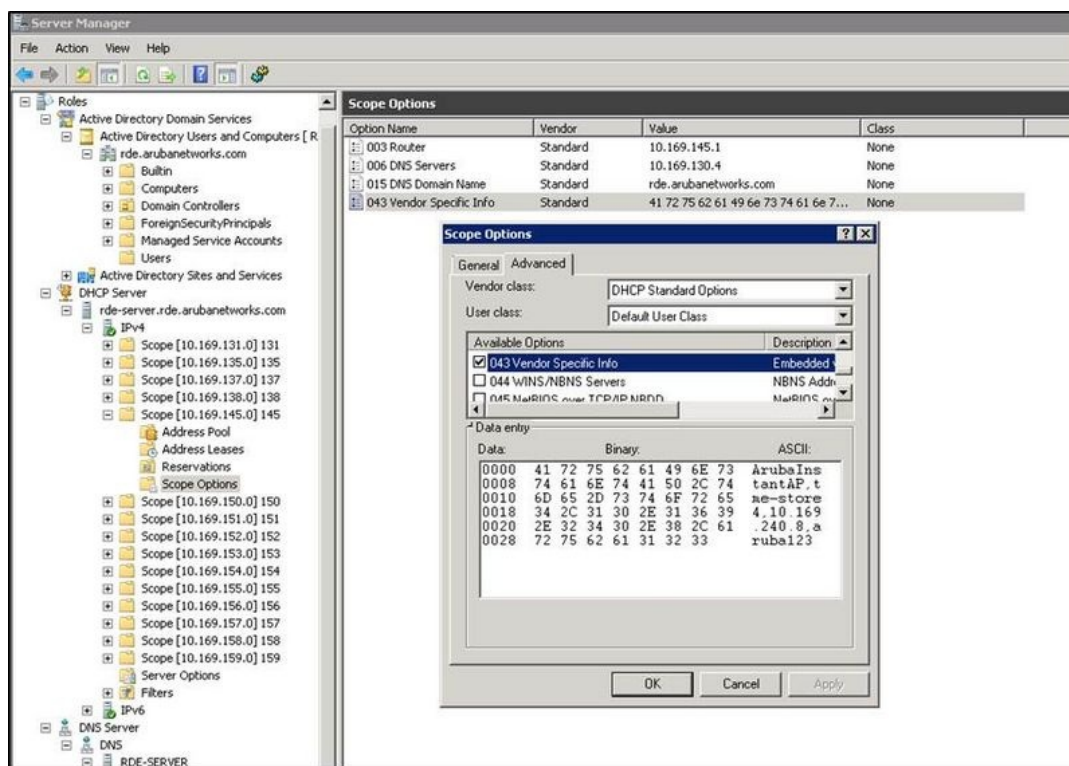 Server Manager
File Action View Help
Roles
Active Directory Domain Services
Active Directory Users and Computers [ R
rde.arubanetworks.com
Builtin
Computers
Domain Controllers
ForeignSecurityPrincipals
Managed Service Accounts
Users
Active Directory Sites and Services
DHCP Server
rde-server.rde.arubanetworks.com
IPv4
Scope [10.169.131.0] 131
Scope [10.169.135.0] 135
Scope [10.169.137.0] 137
Scope [10.169.138.0] 138
Scope [10.169.145.0] 145
Address Pool
Address Leases
Reservations
Scope Options
Scope [10.169.150.0] 150
Scope [10.169.151.0] 151
Scope [10.169.152.0] 152
Scope [10.169.153.0] 153
Scope [10.169.154.0] 154
Scope [10.169.155.0] 155
Scope [10.169.156.0] 156
Scope [10.169.157.0] 157
Scope [10.169.158.0] 158
Scope [10.169.159.0] 159
Server Options
Filters
IPv6
DNS Server
DNS
RDE-SERVER
Scope Options
Option Name Vendor Value Class
003 Router Standard 10.169.145.1 None
006 DNS Servers Standard 10.169.130.4 None
015 DNS Domain Name Standard rde.arubanetworks.com None
043 Vendor Specific Info Standard 41 72 75 62 61 49 6e 73 74 61 6e 7... None
Scope Options
General Advanced
Vendor class: DHCP Standard Options
User class: Default User Class
Available Options Description
043 Vendor Specific Info Embedded
044 WINS/NBNS Servers NBNS Addr
045 NetBIOS over TCP/IP NBDD NetBIOS ov
Data entry
Data: Binary: ASCII:
0000 41 72 75 62 61 49 6E 73 ArubaIns
0008 74 61 6E 74 41 50 2C 74 tantAP,t
0010 6D 65 2D 73 74 6F 72 65 me-store
0018 34 2C 31 30 2E 31 36 39 4,10.169
0020 2E 32 34 30 2E 38 2C 61 .240.8,a
0028 72 75 62 61 31 32 33 ruba123
OK Cancel Apply